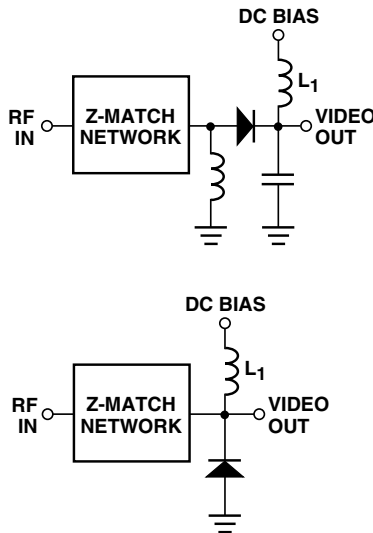 DC BIAS
L1
RF
IN
Z-MATCH
NETWORK
VIDEO
OUT
DC BIAS
L1
RF
IN
Z-MATCH
NETWORK
VIDEO
OUT